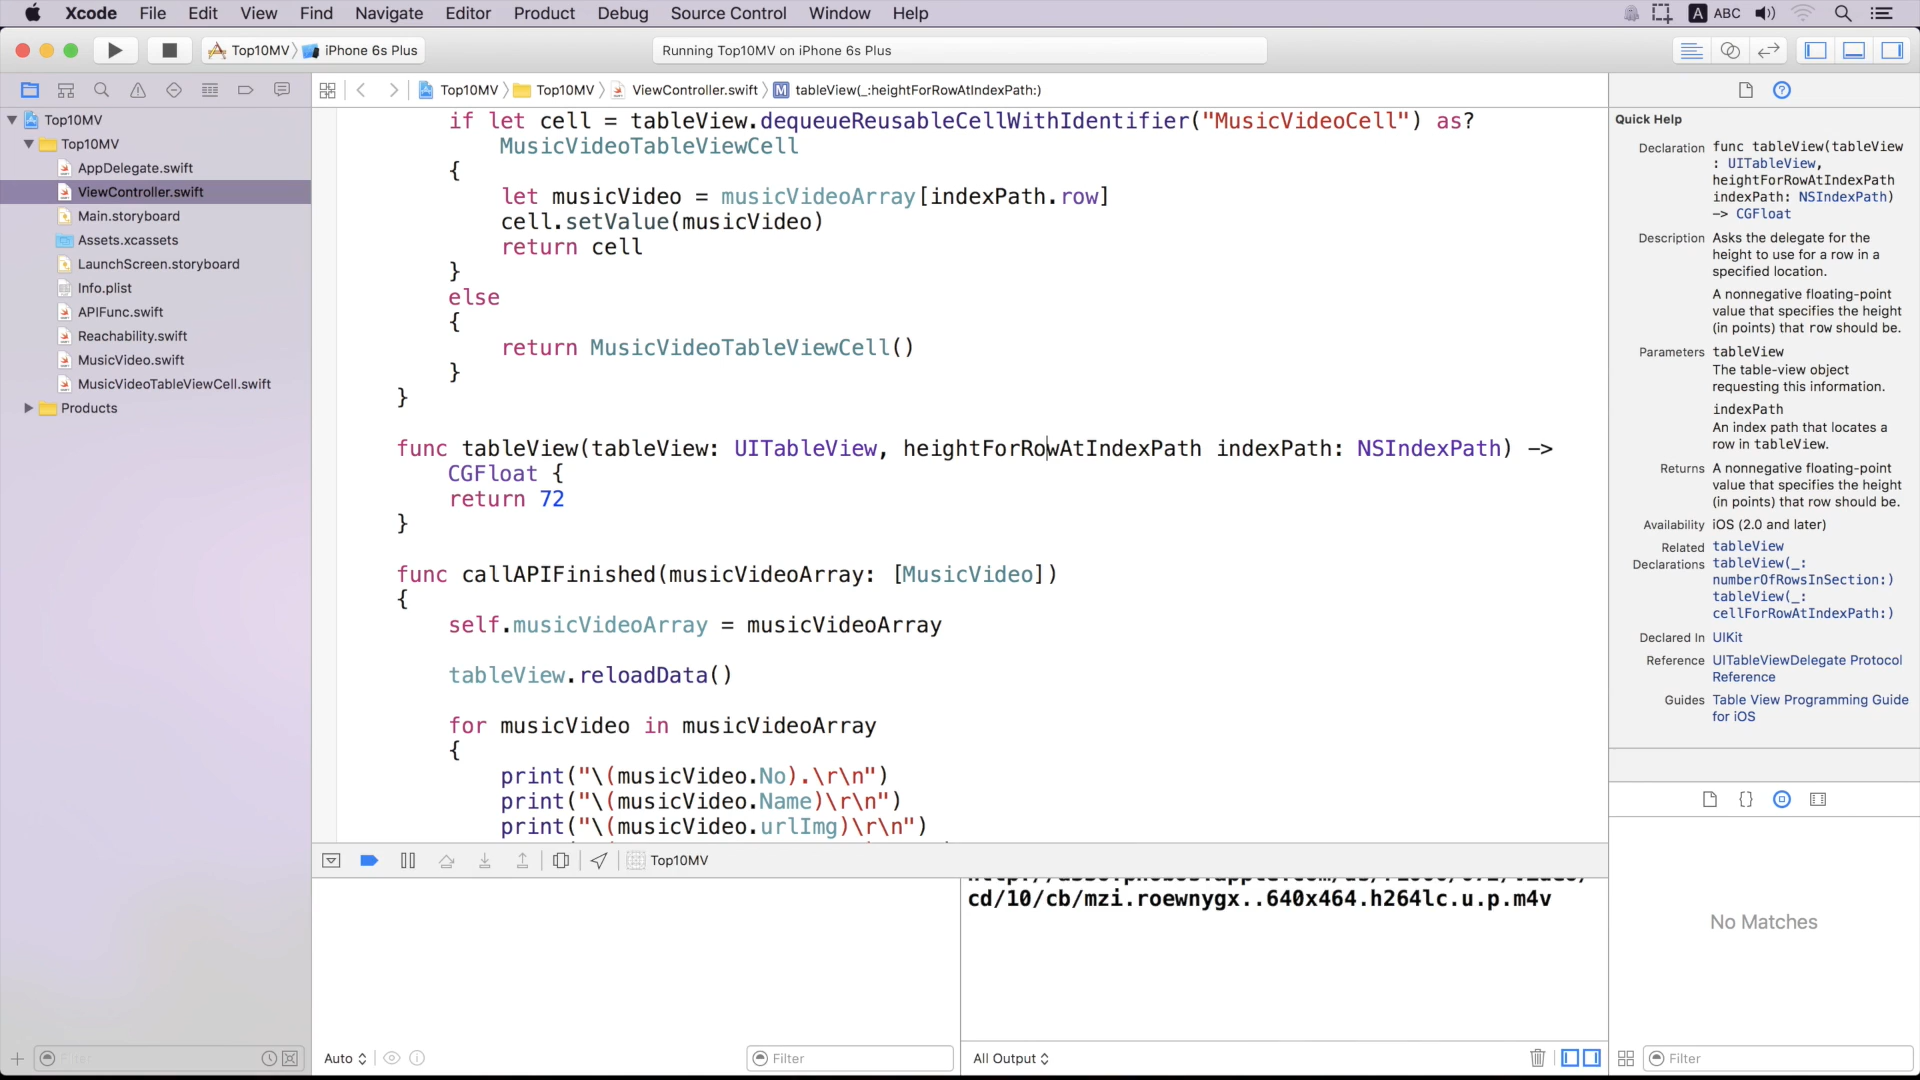 Xcode File Edit View Find Navigate Editor Product Debug Source Control Window Help A ABC
Top10MV iPhone 6s Plus Running Top10MV on iPhone 6s Plus
Top10MV Top10MV ViewController.swift M tableView(_:heightForRowAtIndexPath:)
Top10MV
Top10MV
AppDelegate.swift
ViewController.swift
Main.storyboard
Assets.xcassets
LaunchScreen.storyboard
Info.plist
APIFunc.swift
Reachability.swift
MusicVideo.swift
MusicVideoTableViewCell.swift
Products
if let cell = tableView.dequeueReusableCellWithIdentifier("MusicVideoCell") as?
MusicVideoTableViewCell
{
let musicVideo = musicVideoArray[indexPath.row]
cell.setValue(musicVideo)
return cell
}
else
{
return MusicVideoTableViewCell()
}
}
func tableView(tableView: UITableView, heightForRowAtIndexPath indexPath: NSIndexPath) ->
CGFloat {
return 72
}
func callAPIFinished(musicVideoArray: [MusicVideo])
{
self.musicVideoArray = musicVideoArray
tableView.reloadData()
for musicVideo in musicVideoArray
{
print("\(musicVideo.No).\r\n")
print("\(musicVideo.Name)\r\n")
print("\(musicVideo.urlImg)\r\n")
Top10MV
cd/10/cb/mzi.roewnygx..640x464.h264lc.u.p.m4v
Quick Help
Declaration func tableView(tableView
: UITableView,
heightForRowAtIndexPath
indexPath: NSIndexPath)
-> CGFloat
Description Asks the delegate for the
height to use for a row in a
specified location.
A nonnegative floating-point
value that specifies the height
(in points) that row should be.
Parameters tableView
The table-view object
requesting this information.
indexPath
An index path that locates a
row in tableView.
Returns A nonnegative floating-point
value that specifies the height
(in points) that row should be.
Availability iOS (2.0 and later)
Related tableView
Declarations tableView(_:
numberOfRowsInSection:)
tableView(_:
cellForRowAtIndexPath:)
Declared In UIKit
Reference UITableViewDelegate Protocol
Reference
Guides Table View Programming Guide
for iOS
No Matches
Filter
Auto
Filter
All Output
Filter